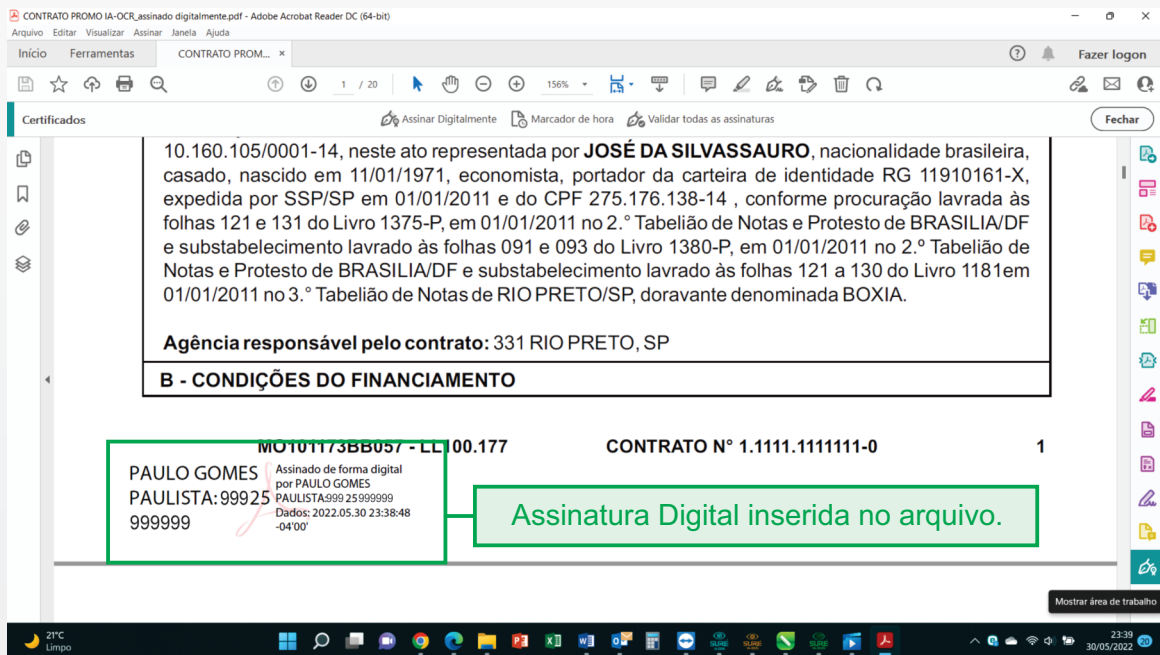 CONTRATO PROMO IA-OCR_assinado digitalmente.pdf - Adobe Acrobat Reader DC (64-bit)
Arquivo Editar Visualizar Assinar Janela Ajuda
Início Ferramentas CONTRATO PROM... × Fazer logon
1 / 20 156%
Certificados Assinar Digitalmente Marcador de hora Validar todas as assinaturas Fechar
10.160.105/0001-14, neste ato representada por JOSÉ DA SILVASSAURO, nacionalidade brasileira,
casado, nascido em 11/01/1971, economista, portador da carteira de identidade RG 11910161-X,
expedida por SSP/SP em 01/01/2011 e do CPF 275.176.138-14 , conforme procuração lavrada às
folhas 121 e 131 do Livro 1375-P, em 01/01/2011 no 2.° Tabelião de Notas e Protesto de BRASILIA/DF
e substabelecimento lavrado às folhas 091 e 093 do Livro 1380-P, em 01/01/2011 no 2.º Tabelião de
Notas e Protesto de BRASILIA/DF e substabelecimento lavrado às folhas 121 a 130 do Livro 1181em
01/01/2011 no 3.° Tabelião de Notas de RIO PRETO/SP, doravante denominada BOXIA.
Agência responsável pelo contrato: 331 RIO PRETO, SP
B - CONDIÇÕES DO FINANCIAMENTO
MO101173BB057 - LL100.177 CONTRATO N° 1.1111.1111111-0 1
PAULO GOMES
PAULISTA:99925
999999
Assinado de forma digital
por PAULO GOMES
PAULISTA:999 25999999
Dados: 2022.05.30 23:38:48
-04'00'
Assinatura Digital inserida no arquivo.
Mostrar área de trabalho
21°C
Limpo
23:39
30/05/2022
20